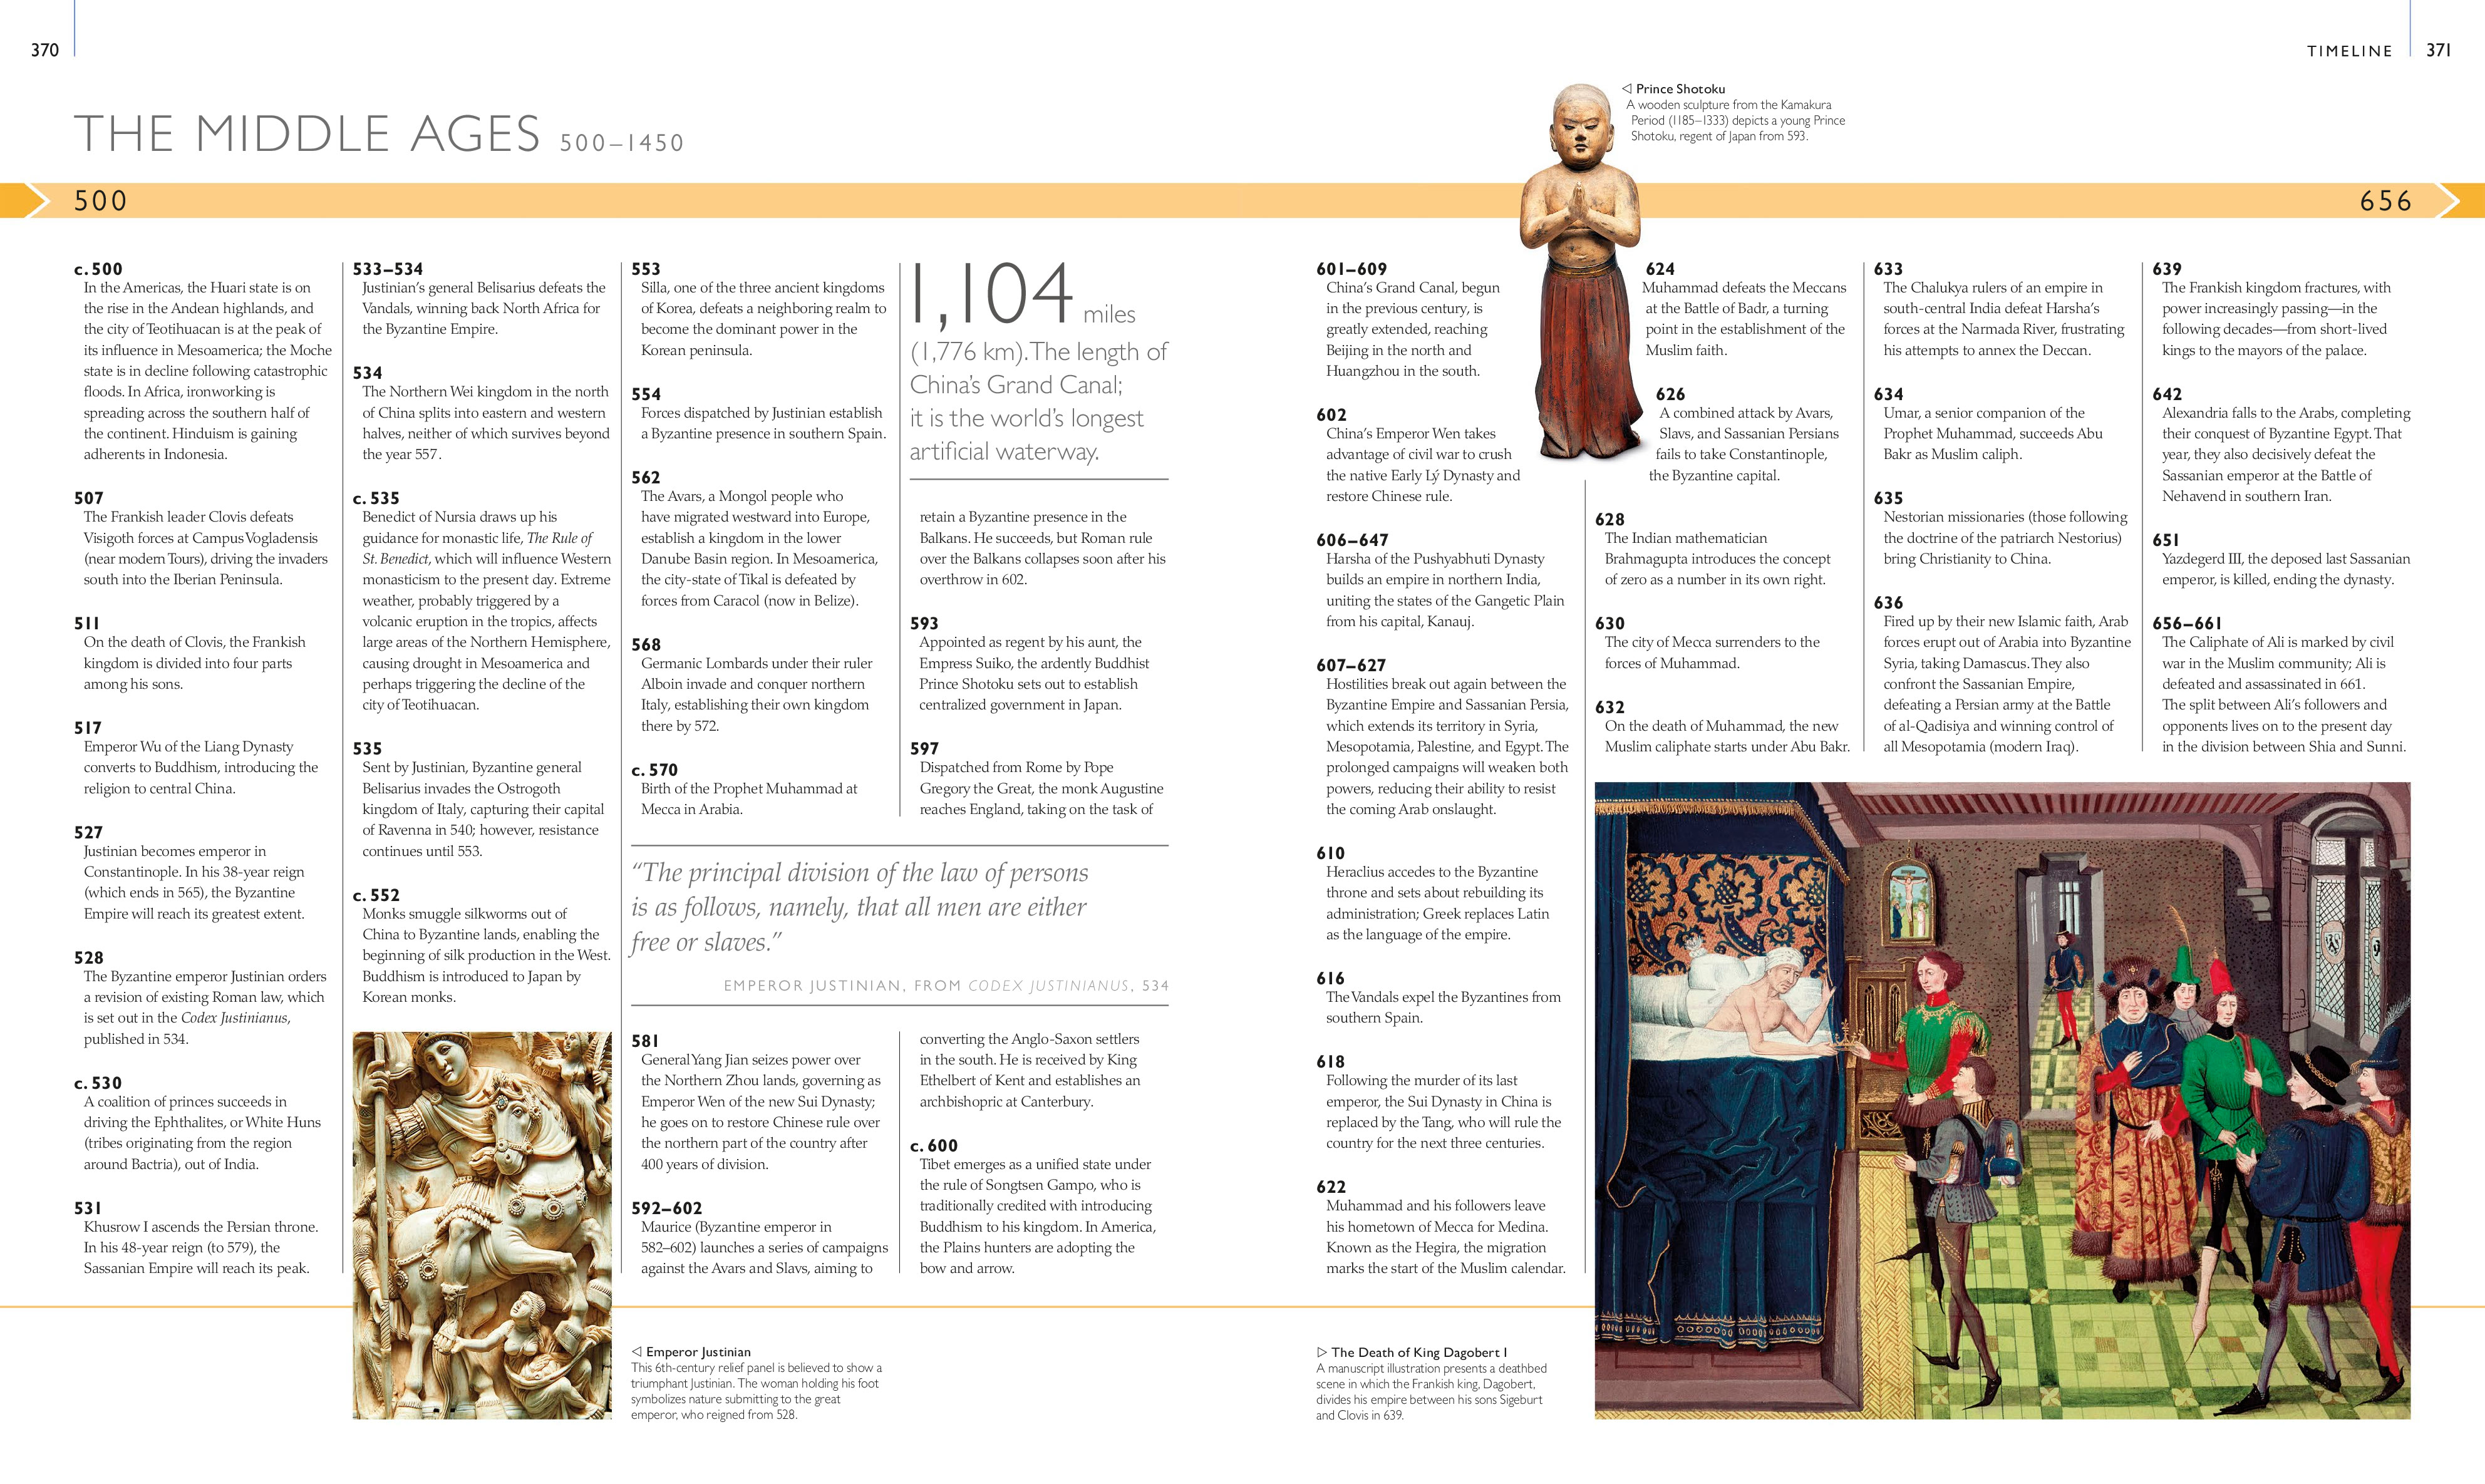 370
TIMELINE 371
THE MIDDLE AGES 500–1450
◁ Prince Shotoku
A wooden sculpture from the Kamakura
Period (1185–1333) depicts a young Prince
Shotoku, regent of Japan from 593.
500
656
c. 500
In the Americas, the Huari state is on
the rise in the Andean highlands, and
the city of Teotihuacan is at the peak of
its influence in Mesoamerica; the Moche
state is in decline following catastrophic
floods. In Africa, ironworking is
spreading across the southern half of
the continent. Hinduism is gaining
adherents in Indonesia.
507
The Frankish leader Clovis defeats
Visigoth forces at Campus Vogladensis
(near modern Tours), driving the invaders
south into the Iberian Peninsula.
511
On the death of Clovis, the Frankish
kingdom is divided into four parts
among his sons.
517
Emperor Wu of the Liang Dynasty
converts to Buddhism, introducing the
religion to central China.
527
Justinian becomes emperor in
Constantinople. In his 38-year reign
(which ends in 565), the Byzantine
Empire will reach its greatest extent.
528
The Byzantine emperor Justinian orders
a revision of existing Roman law, which
is set out in the Codex Justinianus,
published in 534.
c. 530
A coalition of princes succeeds in
driving the Ephthalites, or White Huns
(tribes originating from the region
around Bactria), out of India.
531
Khusrow I ascends the Persian throne.
In his 48-year reign (to 579), the
Sassanian Empire will reach its peak.
533–534
Justinian's general Belisarius defeats the
Vandals, winning back North Africa for
the Byzantine Empire.
534
The Northern Wei kingdom in the north
of China splits into eastern and western
halves, neither of which survives beyond
the year 557.
c. 535
Benedict of Nursia draws up his
guidance for monastic life, The Rule of
St. Benedict, which will influence Western
monasticism to the present day. Extreme
weather, probably triggered by a
volcanic eruption in the tropics, affects
large areas of the Northern Hemisphere,
causing drought in Mesoamerica and
perhaps triggering the decline of the
city of Teotihuacan.
535
Sent by Justinian, Byzantine general
Belisarius invades the Ostrogoth
kingdom of Italy, capturing their capital
of Ravenna in 540; however, resistance
continues until 553.
c. 552
Monks smuggle silkworms out of
China to Byzantine lands, enabling the
beginning of silk production in the West.
Buddhism is introduced to Japan by
Korean monks.
553
Silla, one of the three ancient kingdoms
of Korea, defeats a neighboring realm to
become the dominant power in the
Korean peninsula.
554
Forces dispatched by Justinian establish
a Byzantine presence in southern Spain.
562
The Avars, a Mongol people who
have migrated westward into Europe,
establish a kingdom in the lower
Danube Basin region. In Mesoamerica,
the city-state of Tikal is defeated by
forces from Caracol (now in Belize).
568
Germanic Lombards under their ruler
Alboin invade and conquer northern
Italy, establishing their own kingdom
there by 572.
c. 570
Birth of the Prophet Muhammad at
Mecca in Arabia.
"The principal division of the law of persons
is as follows, namely, that all men are either
free or slaves."
EMPEROR JUSTINIAN, FROM CODEX JUSTINIANUS, 534
581
General Yang Jian seizes power over
the Northern Zhou lands, governing as
Emperor Wen of the new Sui Dynasty;
he goes on to restore Chinese rule over
the northern part of the country after
400 years of division.
592–602
Maurice (Byzantine emperor in
582–602) launches a series of campaigns
against the Avars and Slavs, aiming to
1,104 miles
(1,776 km). The length of
China's Grand Canal;
it is the world's longest
artificial waterway.
retain a Byzantine presence in the
Balkans. He succeeds, but Roman rule
over the Balkans collapses soon after his
overthrow in 602.
593
Appointed as regent by his aunt, the
Empress Suiko, the ardently Buddhist
Prince Shotoku sets out to establish
centralized government in Japan.
597
Dispatched from Rome by Pope
Gregory the Great, the monk Augustine
reaches England, taking on the task of
converting the Anglo-Saxon settlers
in the south. He is received by King
Ethelbert of Kent and establishes an
archbishopric at Canterbury.
c. 600
Tibet emerges as a unified state under
the rule of Songtsen Gampo, who is
traditionally credited with introducing
Buddhism to his kingdom. In America,
the Plains hunters are adopting the
bow and arrow.
◁ Emperor Justinian
This 6th-century relief panel is believed to show a
triumphant Justinian. The woman holding his foot
symbolizes nature submitting to the great
emperor, who reigned from 528.
601–609
China's Grand Canal, begun
in the previous century, is
greatly extended, reaching
Beijing in the north and
Huangzhou in the south.
602
China's Emperor Wen takes
advantage of civil war to crush
the native Early Lý Dynasty and
restore Chinese rule.
606–647
Harsha of the Pushyabhuti Dynasty
builds an empire in northern India,
uniting the states of the Gangetic Plain
from his capital, Kanauj.
607–627
Hostilities break out again between the
Byzantine Empire and Sassanian Persia,
which extends its territory in Syria,
Mesopotamia, Palestine, and Egypt. The
prolonged campaigns will weaken both
powers, reducing their ability to resist
the coming Arab onslaught.
610
Heraclius accedes to the Byzantine
throne and sets about rebuilding its
administration; Greek replaces Latin
as the language of the empire.
616
The Vandals expel the Byzantines from
southern Spain.
618
Following the murder of its last
emperor, the Sui Dynasty in China is
replaced by the Tang, who will rule the
country for the next three centuries.
622
Muhammad and his followers leave
his hometown of Mecca for Medina.
Known as the Hegira, the migration
marks the start of the Muslim calendar.
624
Muhammad defeats the Meccans
at the Battle of Badr, a turning
point in the establishment of the
Muslim faith.
626
A combined attack by Avars,
Slavs, and Sassanian Persians
fails to take Constantinople,
the Byzantine capital.
628
The Indian mathematician
Brahmagupta introduces the concept
of zero as a number in its own right.
630
The city of Mecca surrenders to the
forces of Muhammad.
632
On the death of Muhammad, the new
Muslim caliphate starts under Abu Bakr.
633
The Chalukya rulers of an empire in
south-central India defeat Harsha's
forces at the Narmada River, frustrating
his attempts to annex the Deccan.
634
Umar, a senior companion of the
Prophet Muhammad, succeeds Abu
Bakr as Muslim caliph.
635
Nestorian missionaries (those following
the doctrine of the patriarch Nestorius)
bring Christianity to China.
636
Fired up by their new Islamic faith, Arab
forces erupt out of Arabia into Byzantine
Syria, taking Damascus. They also
confront the Sassanian Empire,
defeating a Persian army at the Battle
of al-Qadisiya and winning control of
all Mesopotamia (modern Iraq).
639
The Frankish kingdom fractures, with
power increasingly passing—in the
following decades—from short-lived
kings to the mayors of the palace.
642
Alexandria falls to the Arabs, completing
their conquest of Byzantine Egypt. That
year, they also decisively defeat the
Sassanian emperor at the Battle of
Nehavend in southern Iran.
651
Yazdegerd III, the deposed last Sassanian
emperor, is killed, ending the dynasty.
656–661
The Caliphate of Ali is marked by civil
war in the Muslim community; Ali is
defeated and assassinated in 661.
The split between Ali's followers and
opponents lives on to the present day
in the division between Shia and Sunni.
▷ The Death of King Dagobert I
A manuscript illustration presents a deathbed
scene in which the Frankish king, Dagobert,
divides his empire between his sons Sigeburt
and Clovis in 639.